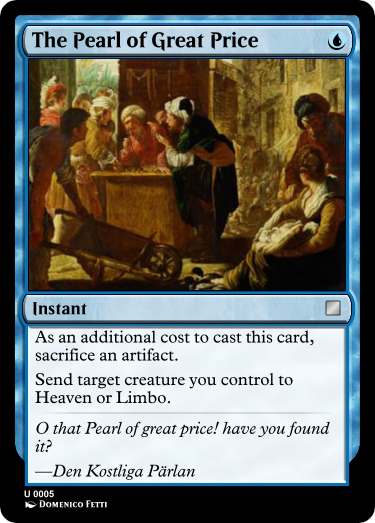 The Pearl of Great Price
Instant
As an additional cost to cast this card,
sacrifice an artifact.
Send target creature you control to
Heaven or Limbo.
O that Pearl of great price! have you found
it?
—Den Kostliga Pärlan
U 0005
Domenico Fetti